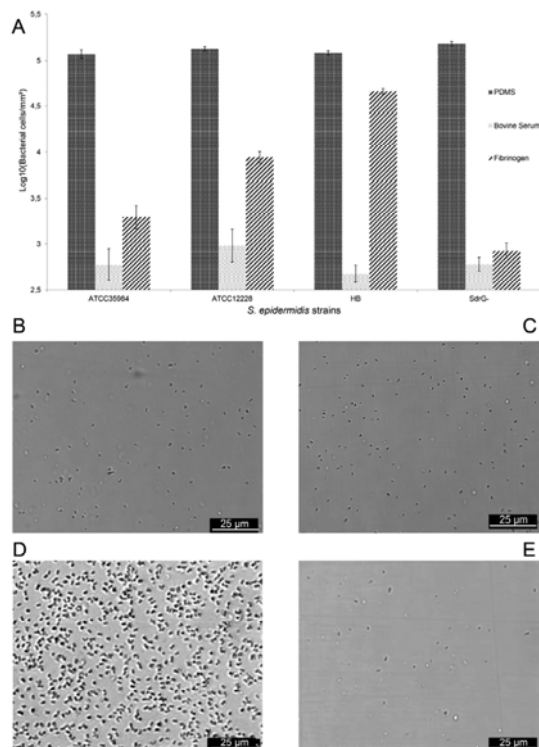 A
5,5
5
4,5
4
3,5
3
2,5
Log10(Bacterial cells/mm²)
PDMS
Bovine Serum
Fibrinogen
ATCC35984 ATCC12228 HB SdrG-
S. epidermidis strains
B C
25 µm 25 µm
D E
25 µm 25 µm